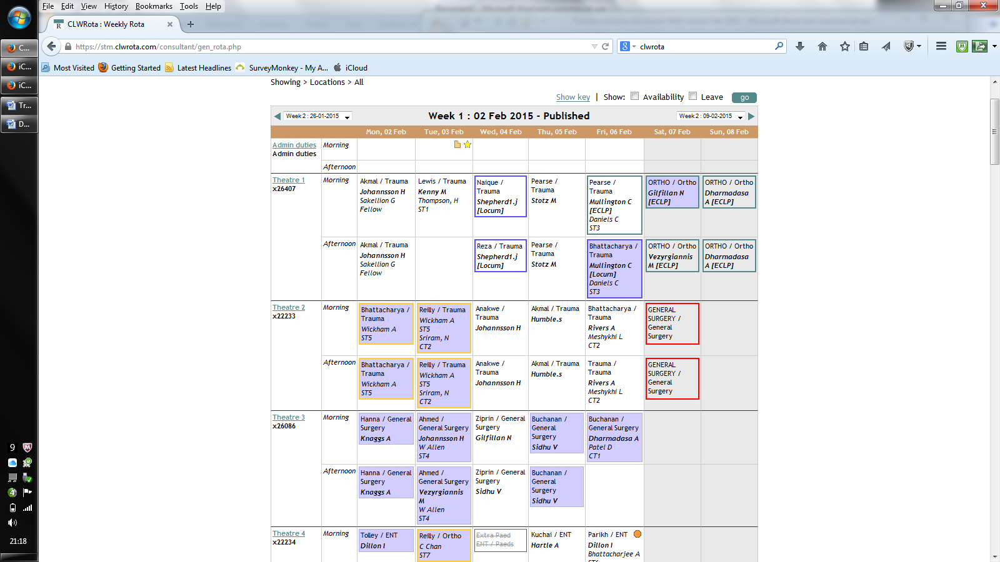 File Edit View History Bookmarks Tools Help
CLWRota : Weekly Rota
https://stm.clwrota.com/consultant/gen_rota.php
clwrota
Most Visited Getting Started Latest Headlines SurveyMonkey - My A... iCloud
C...
iC...
iC...
Tr...
D...
9
4
21:18
Showing > Locations > All
Show key | Show: Availability Leave go
Week 2 : 26-01-2015 Week 1 : 02 Feb 2015 - Published Week 2 : 09-02-2015
Mon, 02 Feb Tue, 03 Feb Wed, 04 Feb Thu, 05 Feb Fri, 06 Feb Sat, 07 Feb Sun, 08 Feb
Admin duties
Admin duties
Morning
Afternoon
Theatre 1
x26407
Morning
Akmal / Trauma
Johannsson H
Sakellion G
Fellow
Lewis / Trauma
Kenny M
Thompson, H
ST1
Naique /
Trauma
Shepherd1.j
[Locum]
Pearse /
Trauma
Stotz M
Pearse /
Trauma
Mullington C
[ECLP]
Daniels C
ST3
ORTHO / Ortho
Gilfillan N
[ECLP]
ORTHO / Ortho
Dharmadasa
A [ECLP]
Afternoon
Akmal / Trauma
Johannsson H
Sakellion G
Fellow
Reza / Trauma
Shepherd1.j
[Locum]
Pearse /
Trauma
Stotz M
Bhattacharya /
Trauma
Mullington C
[Locum]
Daniels C
ST3
ORTHO / Ortho
Vezyrgiannis
M [ECLP]
ORTHO / Ortho
Dharmadasa
A [ECLP]
Theatre 2
x22233
Morning
Bhattacharya /
Trauma
Wickham A
ST5
Reilly / Trauma
Wickham A
ST5
Sriram, N
CT2
Anakwe /
Trauma
Johannsson H
Akmal / Trauma
Humble.s
Bhattacharya /
Trauma
Rivers A
Meshykhi L
CT2
GENERAL
SURGERY /
General
Surgery
Afternoon
Bhattacharya /
Trauma
Wickham A
ST5
Reilly / Trauma
Wickham A
ST5
Sriram, N
CT2
Anakwe /
Trauma
Johannsson H
Akmal / Trauma
Humble.s
Trauma /
Trauma
Rivers A
Meshykhi L
CT2
GENERAL
SURGERY /
General
Surgery
Theatre 3
x26086
Morning
Hanna / General
Surgery
Knaggs A
Ahmed /
General Surgery
Johannsson H
W Allen
ST4
Ziprin / General
Surgery
Gilfillan N
Buchanan /
General
Surgery
Sidhu V
Buchanan /
General Surgery
Dharmadasa A
Patel D
CT1
Afternoon
Hanna / General
Surgery
Knaggs A
Ahmed /
General Surgery
Vezyrgiannis
M
W Allen
ST4
Ziprin / General
Surgery
Sidhu V
Buchanan /
General
Surgery
Sidhu V
Theatre 4
x22234
Morning
Tolley / ENT
Dillon I
Reilly / Ortho
C Chan
ST7
Extra Paed
ENT / Paeds
Kuchai / ENT
Hartle A
Parikh / ENT
Dillon I
Bhattacharjee A